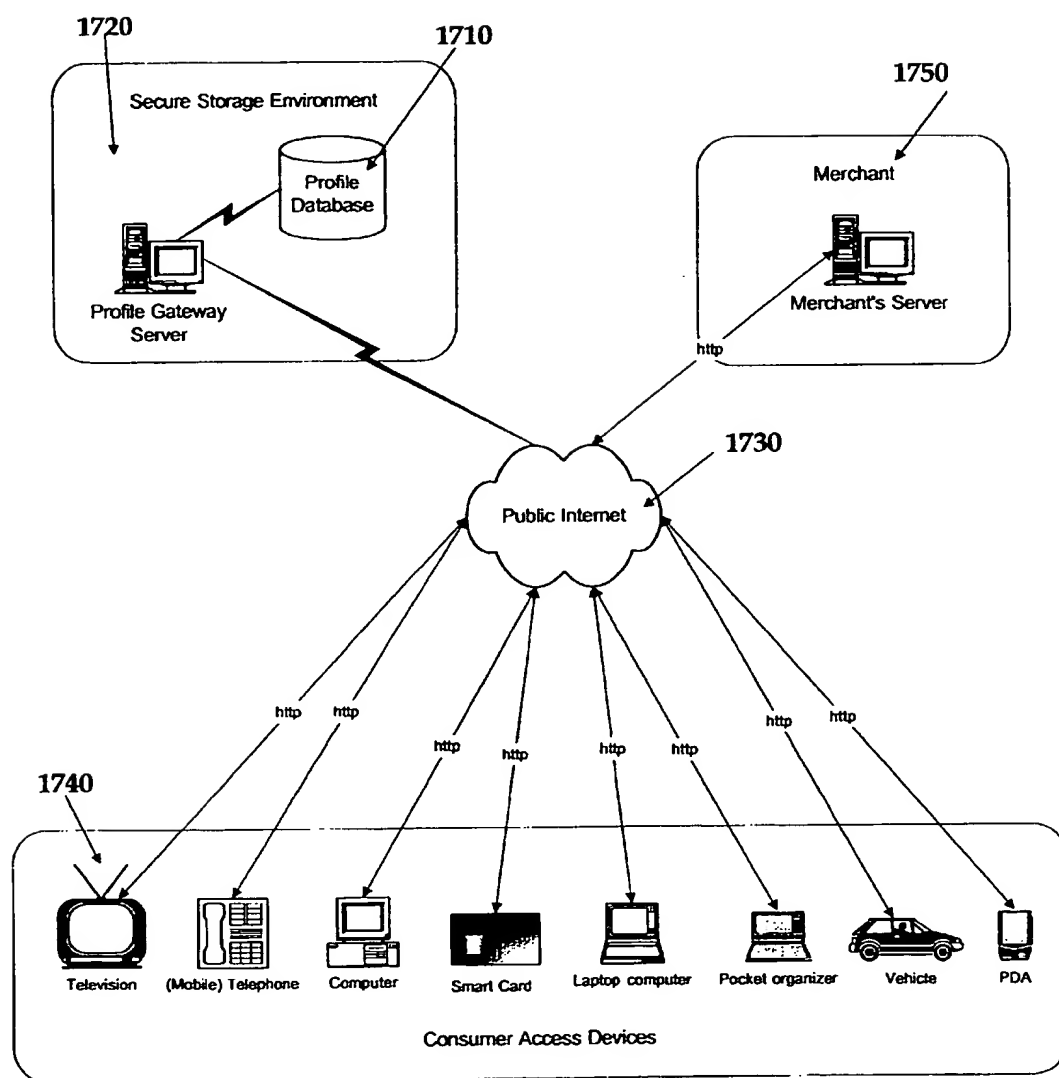 1720
1710
1750
Secure Storage Environment
Profile
Database
Profile Gateway
Server
Merchant
Merchant's Server
http
1730
Public Internet
http
http
http
http
http
http
http
http
1740
Television
(Mobile) Telephone
Computer
Smart Card
Laptop computer
Pocket organizer
Vehicle
PDA
Consumer Access Devices